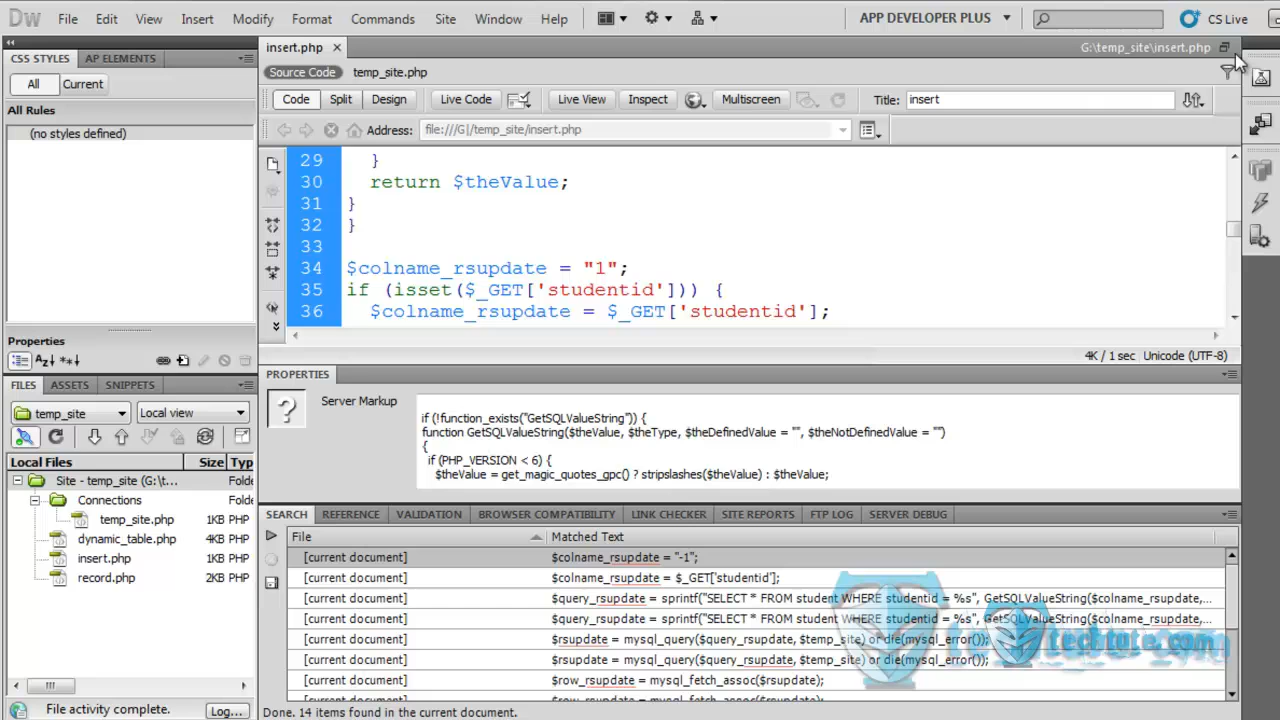 Dw File Edit View Insert Modify Format Commands Site Window Help APP DEVELOPER PLUS CS Live
CSS STYLES AP ELEMENTS
All Current
All Rules
(no styles defined)
Properties
FILES ASSETS SNIPPETS
temp_site Local view
Local Files Size Typ
Site - temp_site (G:\t... Folde
Connections Folde
temp_site.php 1KB PHP
dynamic_table.php 4KB PHP
insert.php 1KB PHP
record.php 2KB PHP
File activity complete. Log...
insert.php G:\temp_site\insert.php
Source Code temp_site.php
Code Split Design Live Code Live View Inspect Multiscreen Title: insert
Address: file:///G|/temp_site/insert.php
29 }
30 return $theValue;
31 }
32 }
33
34 $colname_rsupdate = "1";
35 if (isset($_GET['studentid'])) {
36 $colname_rsupdate = $_GET['studentid'];
4K / 1 sec Unicode (UTF-8)
PROPERTIES
Server Markup
if (!function_exists("GetSQLValueString")) {
function GetSQLValueString($theValue, $theType, $theDefinedValue = "", $theNotDefinedValue = "")
{
if (PHP_VERSION < 6) {
$theValue = get_magic_quotes_gpc() ? stripslashes($theValue) : $theValue;
SEARCH REFERENCE VALIDATION BROWSER COMPATIBILITY LINK CHECKER SITE REPORTS FTP LOG SERVER DEBUG
File Matched Text
[current document] $colname_rsupdate = "-1";
[current document] $colname_rsupdate = $_GET['studentid'];
[current document] $query_rsupdate = sprintf("SELECT * FROM student WHERE studentid = %s", GetSQLValueString($colname_rsupdate,...
[current document] $query_rsupdate = sprintf("SELECT * FROM student WHERE studentid = %s", GetSQLValueString($colname_rsupdate,...
[current document] $rsupdate = mysql_query($query_rsupdate, $temp_site) or die(mysql_error());
[current document] $rsupdate = mysql_query($query_rsupdate, $temp_site) or die(mysql_error());
[current document] $row_rsupdate = mysql_fetch_assoc($rsupdate);
[current document] $row_rsupdate = mysql_fetch_assoc($rsupdate);
Done. 14 items found in the current document.
techtute.com